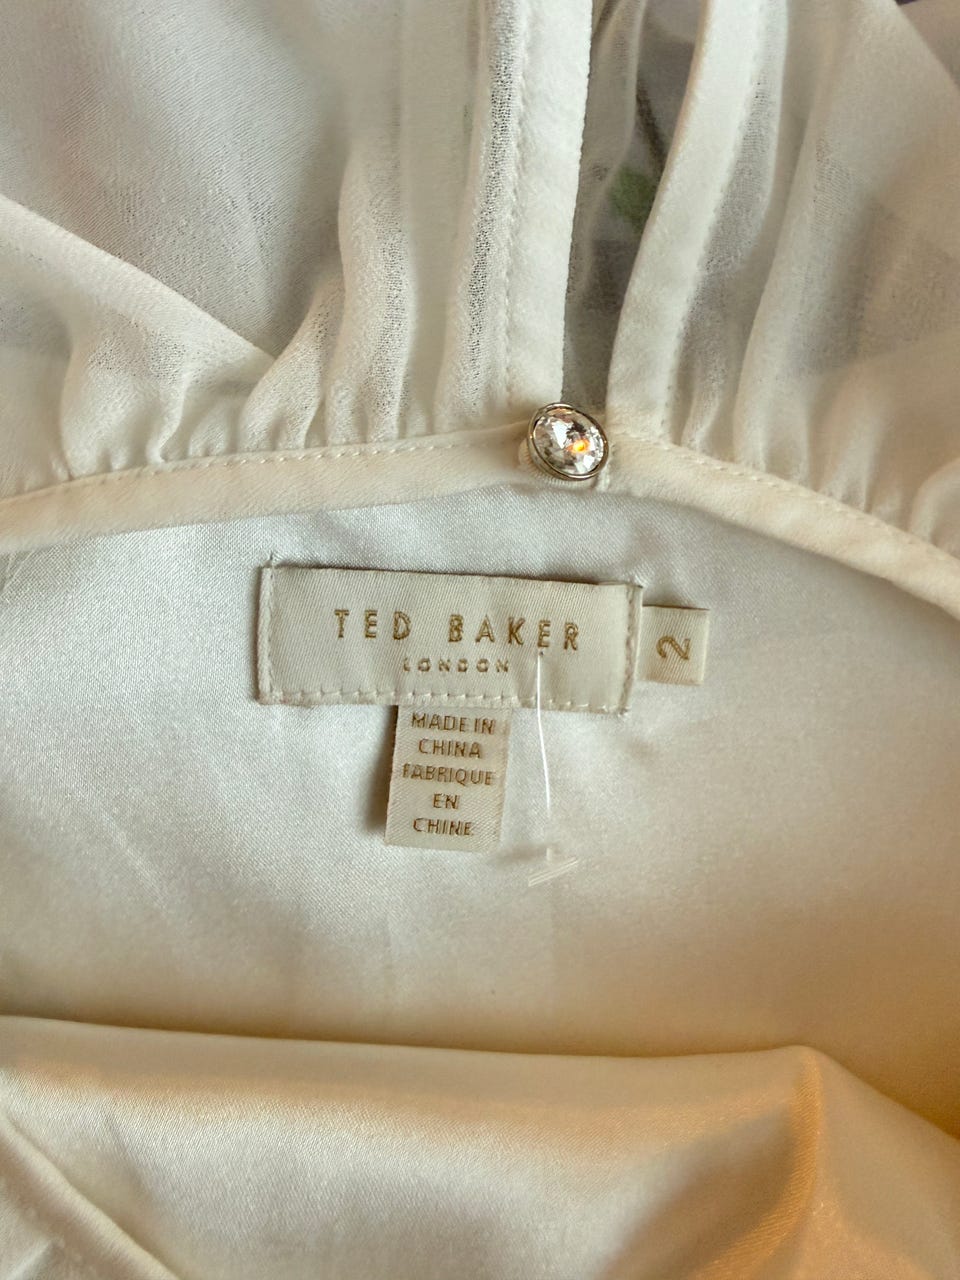 TED BAKER
LONDON
2
MADE IN
CHINA
FABRIQUE
EN
CHINE